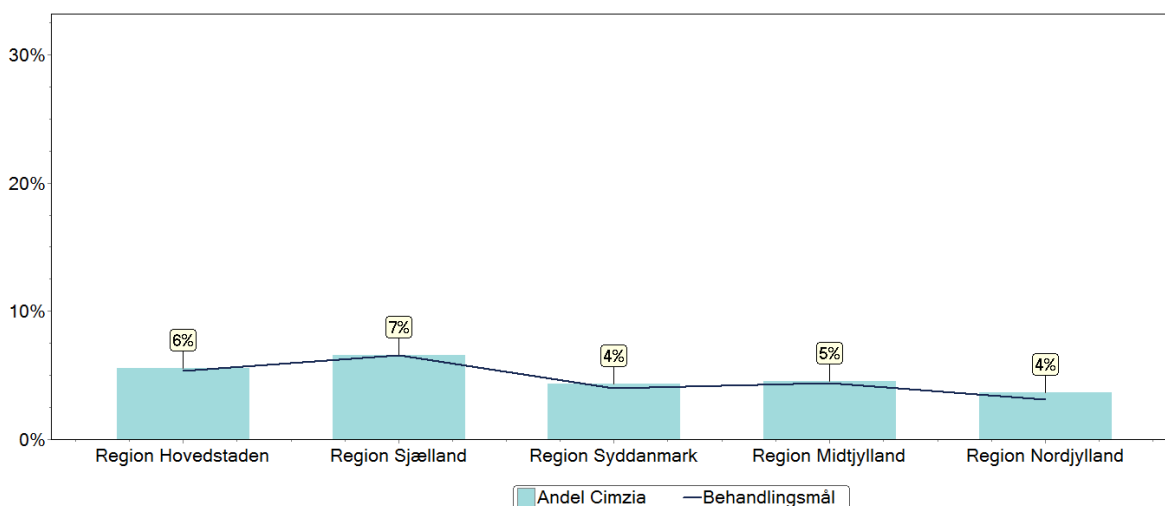 30%
20%
10%
0%
6%
7%
4%
5%
4%
Region Hovedstaden
Region Sjælland
Region Syddanmark
Region Midtjylland
Region Nordjylland
Andel Cimzia
Behandlingsmål